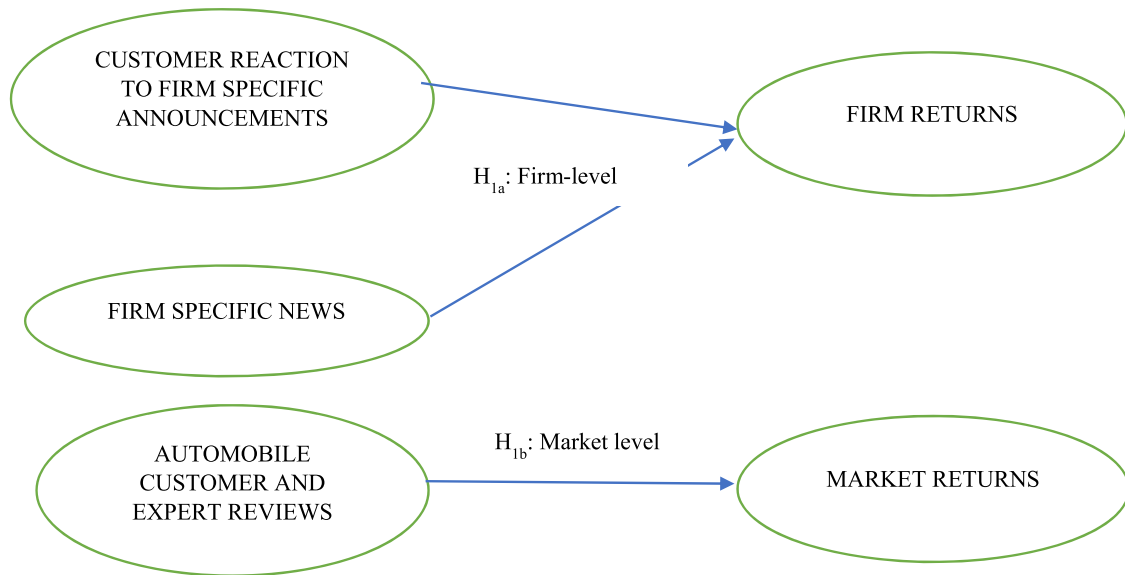 CUSTOMER REACTION
TO FIRM SPECIFIC
ANNOUNCEMENTS
FIRM RETURNS
H1a: Firm-level
FIRM SPECIFIC NEWS
H1b: Market level
AUTOMOBILE
CUSTOMER AND
EXPERT REVIEWS
MARKET RETURNS